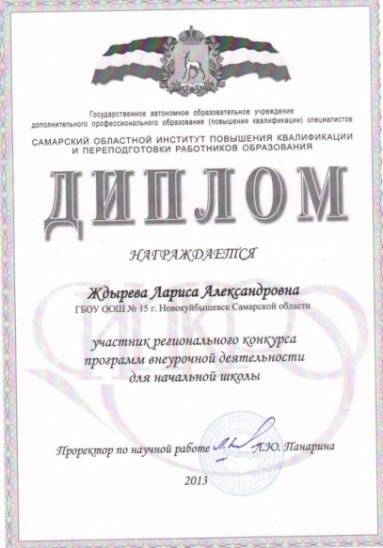 Государственное автономное образовательное учреждение
дополнительного профессионального образования (повышения квалификации) специалистов
САМАРСКИЙ ОБЛАСТНОЙ ИНСТИТУТ ПОВЫШЕНИЯ КВАЛИФИКАЦИИ
И ПЕРЕПОДГОТОВКИ РАБОТНИКОВ ОБРАЗОВАНИЯ
ДИПЛОМ
НАГРАЖДАЕТСЯ
Ждырева Лариса Александровна
ГБОУ ООШ № 15 г. Новокуйбышевск Самарской области
участник регионального конкурса
программ внеурочной деятельности
для начальной школы
Проректор по научной работе Л.Ю. Панарина
2013